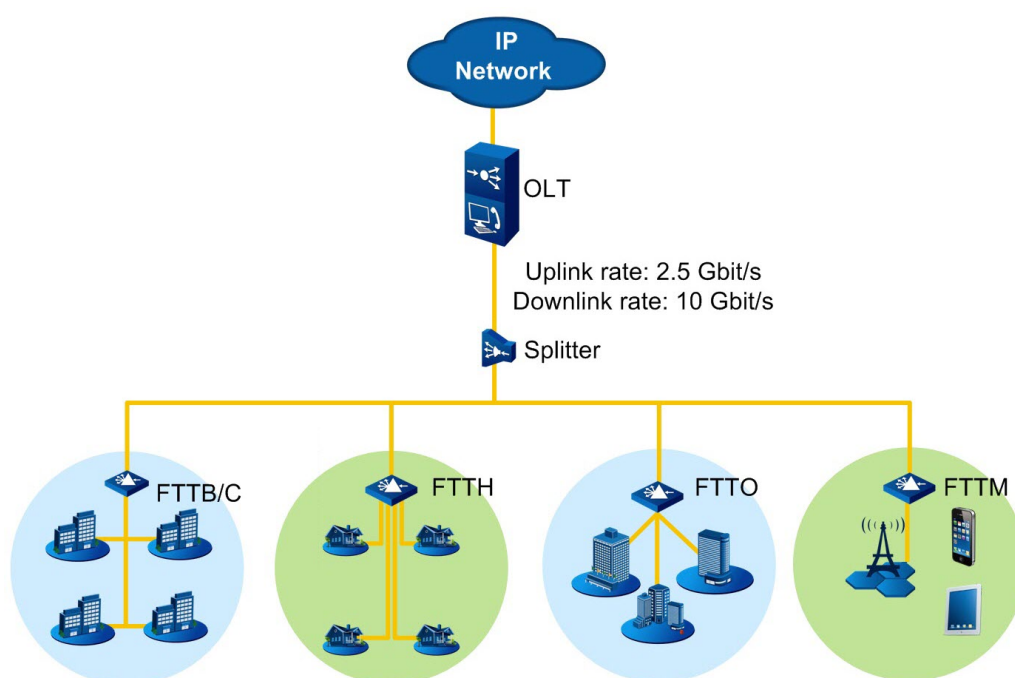 IP
Network
OLT
Uplink rate: 2.5 Gbit/s
Downlink rate: 10 Gbit/s
Splitter
FTTB/C
FTTH
FTTO
FTTM